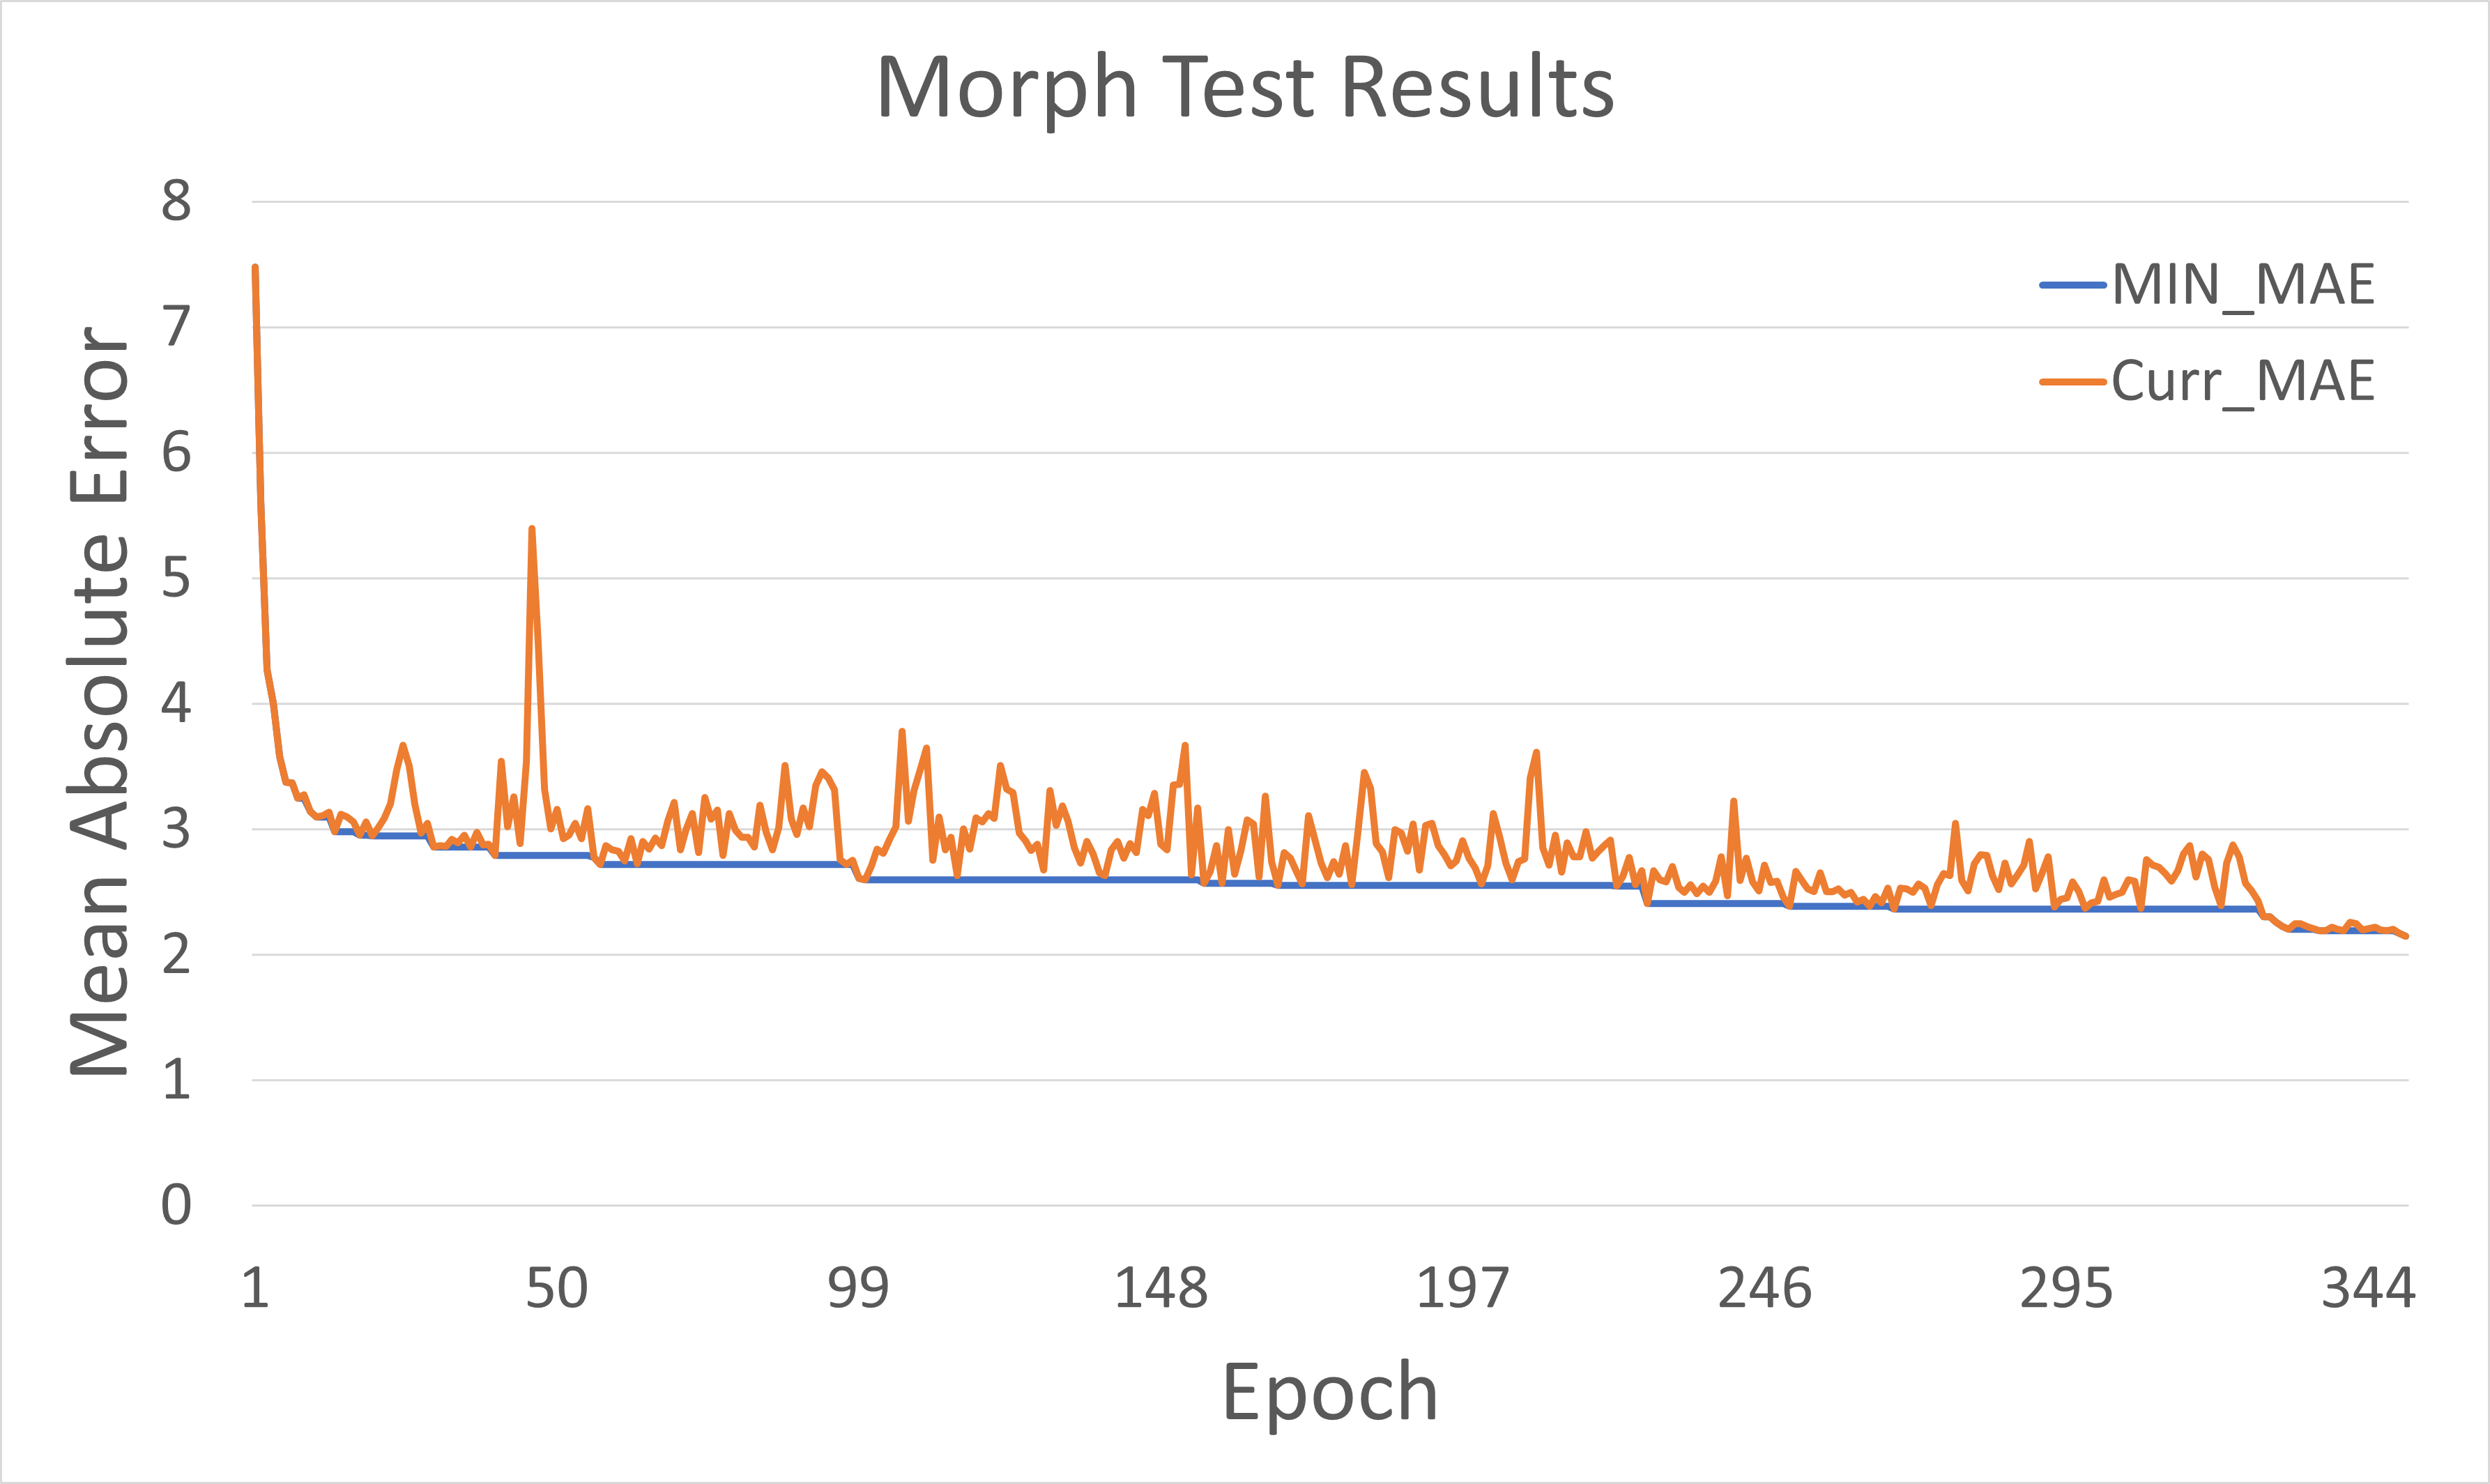 Morph Test Results
8
7
6
5
4
3
2
1
0
Mean Absolute Error
MIN_MAE
Curr_MAE
1 50 99 148 197 246 295 344
Epoch